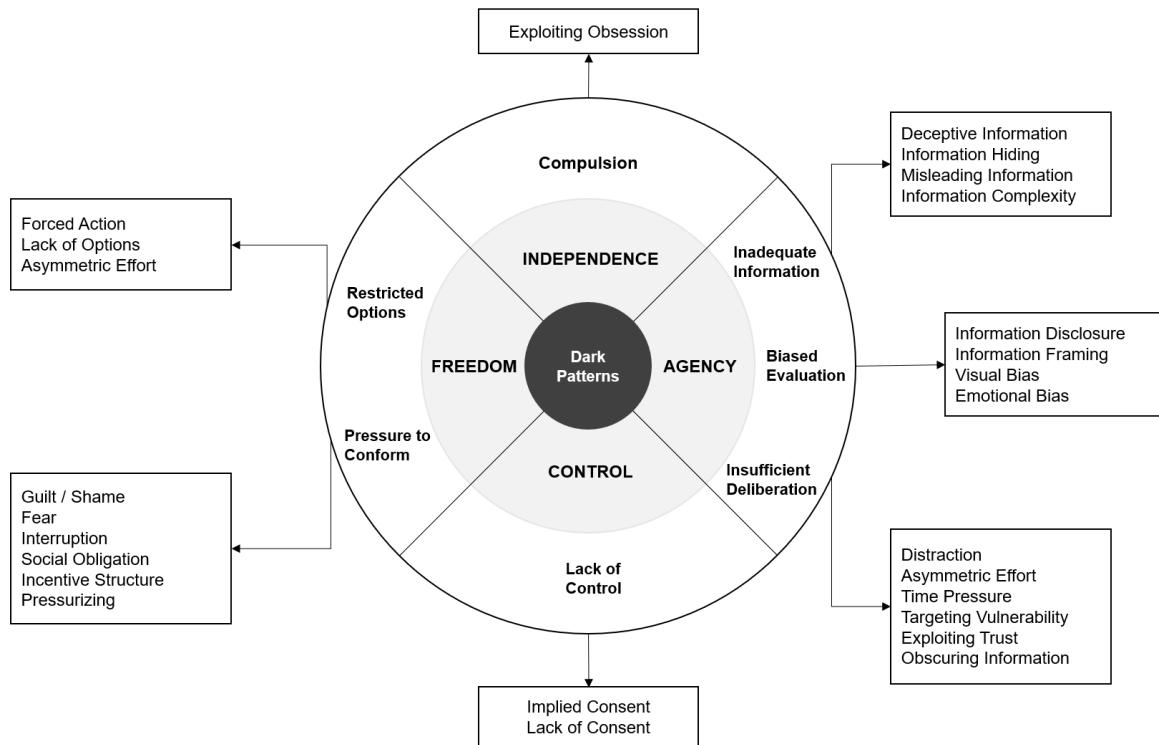 Exploiting Obsession
Deceptive Information
Information Hiding
Misleading Information
Information Complexity
Compulsion
Forced Action
Lack of Options
Asymmetric Effort
INDEPENDENCE
Inadequate
Information
Restricted
Options
Information Disclosure
Information Framing
Visual Bias
Emotional Bias
FREEDOM
Dark
Patterns
AGENCY
Biased
Evaluation
Pressure to
Conform
CONTROL
Insufficient
Deliberation
Guilt / Shame
Fear
Interruption
Social Obligation
Incentive Structure
Pressurizing
Lack of
Control
Distraction
Asymmetric Effort
Time Pressure
Targeting Vulnerability
Exploiting Trust
Obscuring Information
Implied Consent
Lack of Consent